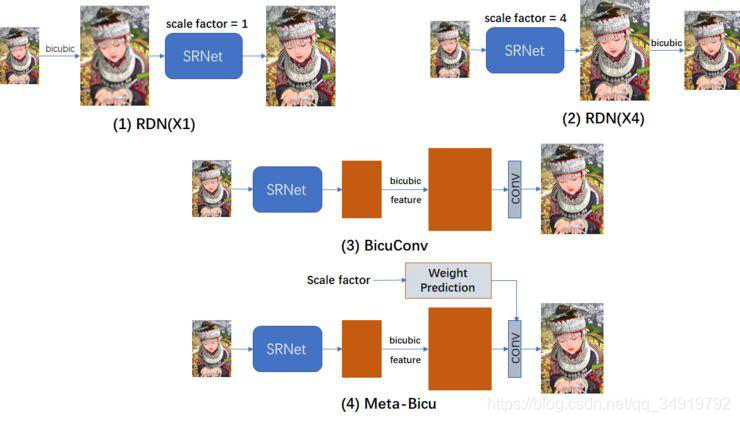 scale factor = 1
bicubic
SRNet
(1) RDN(X1)
scale factor = 4
SRNet
bicubic
(2) RDN(X4)
SRNet
bicubic
feature
conv
(3) BicuConv
Scale factor
Weight
Prediction
SRNet
bicubic
feature
conv
(4) Meta-Bicu
https://blog.csdn.net/qq_34919792